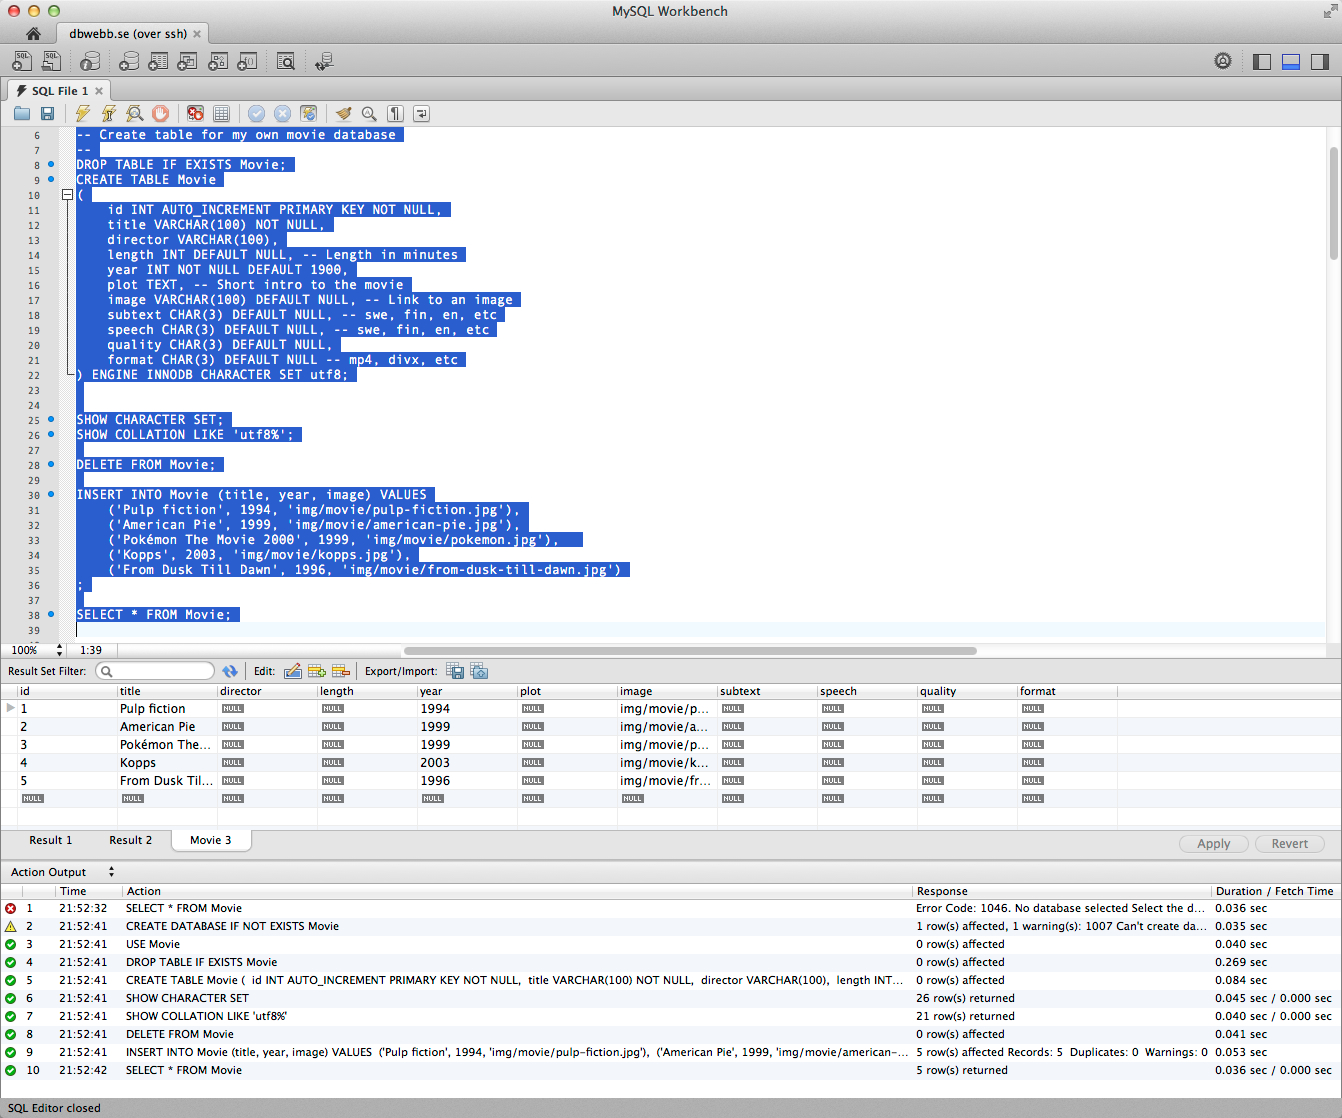 MySQL Workbench
dbwebb.se (over ssh)
SQL File 1
6 -- Create table for my own movie database
7 --
8 DROP TABLE IF EXISTS Movie;
9 CREATE TABLE Movie
10 (
11 id INT AUTO_INCREMENT PRIMARY KEY NOT NULL,
12 title VARCHAR(100) NOT NULL,
13 director VARCHAR(100),
14 length INT DEFAULT NULL, -- Length in minutes
15 year INT NOT NULL DEFAULT 1900,
16 plot TEXT, -- Short intro to the movie
17 image VARCHAR(100) DEFAULT NULL, -- Link to an image
18 subtext CHAR(3) DEFAULT NULL, -- swe, fin, en, etc
19 speech CHAR(3) DEFAULT NULL, -- swe, fin, en, etc
20 quality CHAR(3) DEFAULT NULL,
21 format CHAR(3) DEFAULT NULL -- mp4, divx, etc
22 ) ENGINE INNODB CHARACTER SET utf8;
23
24
25 SHOW CHARACTER SET;
26 SHOW COLLATION LIKE 'utf8%';
27
28 DELETE FROM Movie;
29
30 INSERT INTO Movie (title, year, image) VALUES
31 ('Pulp fiction', 1994, 'img/movie/pulp-fiction.jpg'),
32 ('American Pie', 1999, 'img/movie/american-pie.jpg'),
33 ('Pokémon The Movie 2000', 1999, 'img/movie/pokemon.jpg'),
34 ('Kopps', 2003, 'img/movie/kopps.jpg'),
35 ('From Dusk Till Dawn', 1996, 'img/movie/from-dusk-till-dawn.jpg')
36 ;
37
38 SELECT * FROM Movie;
39
100% 1:39
Result Set Filter: Edit: Export/Import:
id title director length year plot image subtext speech quality format
1 Pulp fiction NULL NULL 1994 NULL img/movie/p... NULL NULL NULL NULL
2 American Pie NULL NULL 1999 NULL img/movie/a... NULL NULL NULL NULL
3 Pokémon The... NULL NULL 1999 NULL img/movie/p... NULL NULL NULL NULL
4 Kopps NULL NULL 2003 NULL img/movie/k... NULL NULL NULL NULL
5 From Dusk Til... NULL NULL 1996 NULL img/movie/fr... NULL NULL NULL NULL
NULL NULL NULL NULL NULL NULL NULL NULL NULL NULL NULL
Result 1 Result 2 Movie 3 Apply Revert
Action Output
Time Action Response Duration / Fetch Time
1 21:52:32 SELECT * FROM Movie Error Code: 1046. No database selected Select the d... 0.036 sec
2 21:52:41 CREATE DATABASE IF NOT EXISTS Movie 1 row(s) affected, 1 warning(s): 1007 Can't create da... 0.035 sec
3 21:52:41 USE Movie 0 row(s) affected 0.040 sec
4 21:52:41 DROP TABLE IF EXISTS Movie 0 row(s) affected 0.269 sec
5 21:52:41 CREATE TABLE Movie ( id INT AUTO_INCREMENT PRIMARY KEY NOT NULL, title VARCHAR(100) NOT NULL, director VARCHAR(100), length INT... 0 row(s) affected 0.084 sec
6 21:52:41 SHOW CHARACTER SET 26 row(s) returned 0.045 sec / 0.000 sec
7 21:52:41 SHOW COLLATION LIKE 'utf8%' 21 row(s) returned 0.040 sec / 0.000 sec
8 21:52:41 DELETE FROM Movie 0 row(s) affected 0.041 sec
9 21:52:41 INSERT INTO Movie (title, year, image) VALUES ('Pulp fiction', 1994, 'img/movie/pulp-fiction.jpg'), ('American Pie', 1999, 'img/movie/american-... 5 row(s) affected Records: 5 Duplicates: 0 Warnings: 0 0.053 sec
10 21:52:42 SELECT * FROM Movie 5 row(s) returned 0.036 sec / 0.000 sec
SQL Editor closed